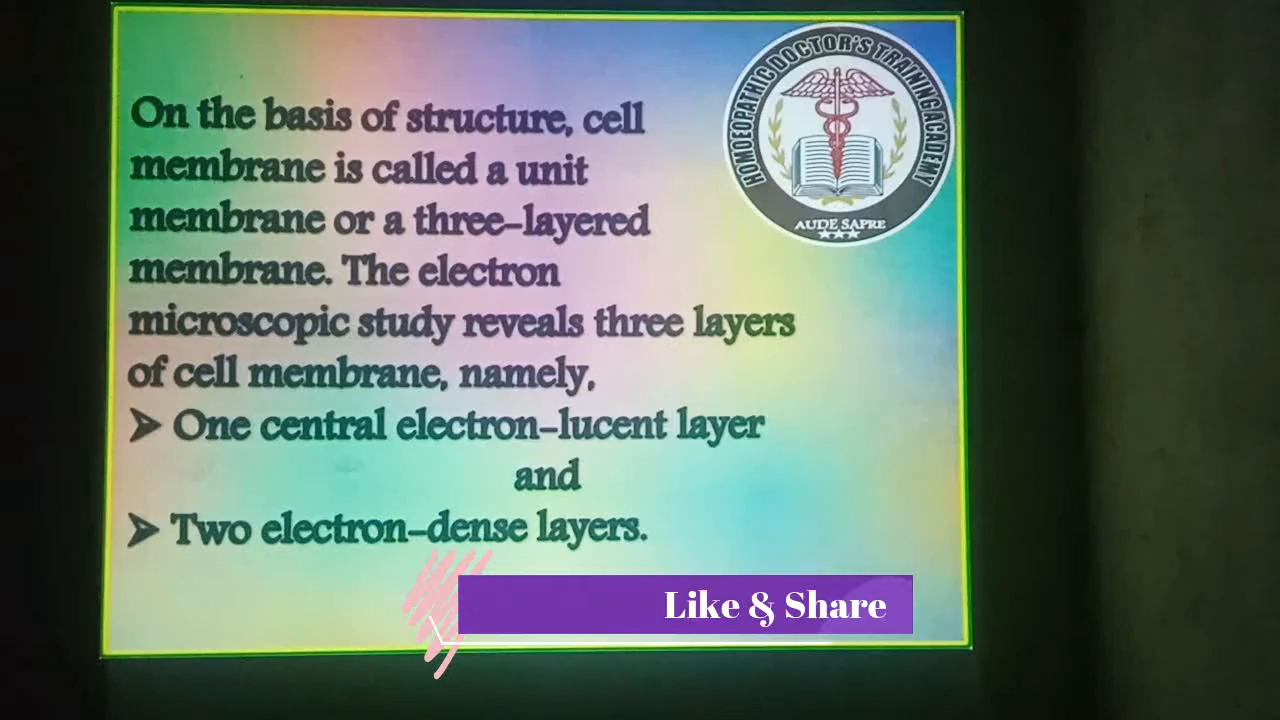 On the basis of structure, cell
membrane is called a unit
membrane or a three-layered
membrane. The electron
microscopic study reveals three layers
of cell membrane, namely,
➤ One central electron-lucent layer
and
➤ Two electron-dense layers.
HOMOEOPATHIC DOCTOR'S TRAINING ACADEMY
AUDE SAPRE
Like & Share